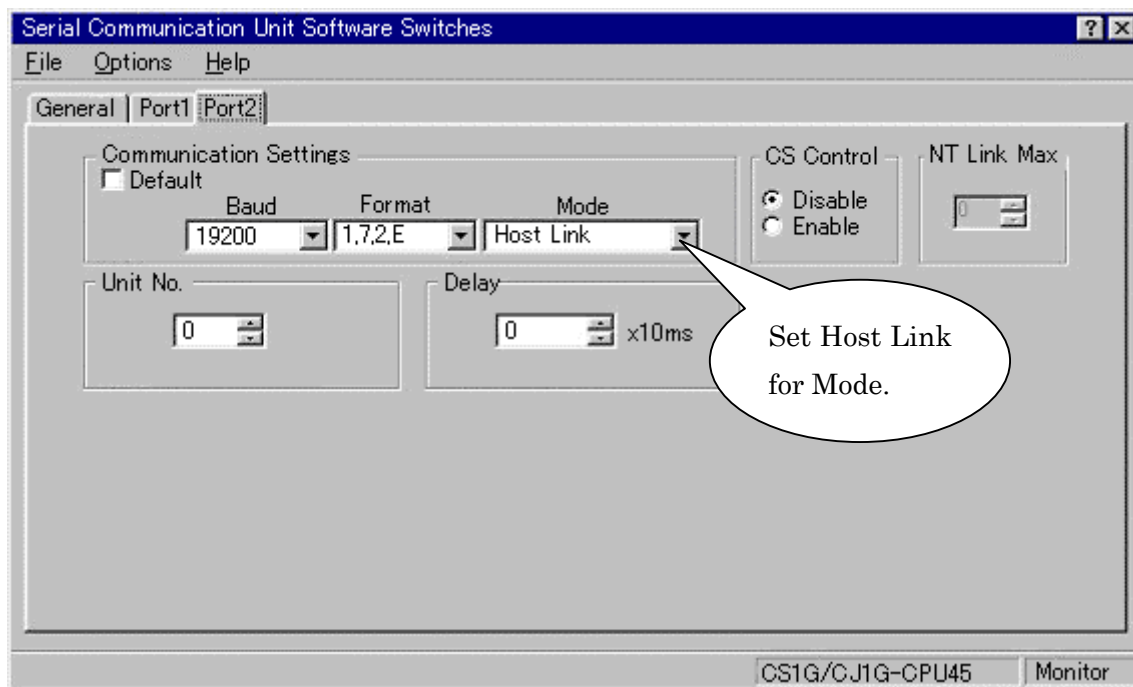 Serial Communication Unit Software Switches
File Options Help
General Port1 Port2
Communication Settings
Default
Baud Format Mode
19200 1,7,2,E Host Link
CS Control
Disable
Enable
NT Link Max
0
Unit No.
0
Delay
0 x10ms
Set Host Link
for Mode.
CS1G/CJ1G-CPU45 Monitor